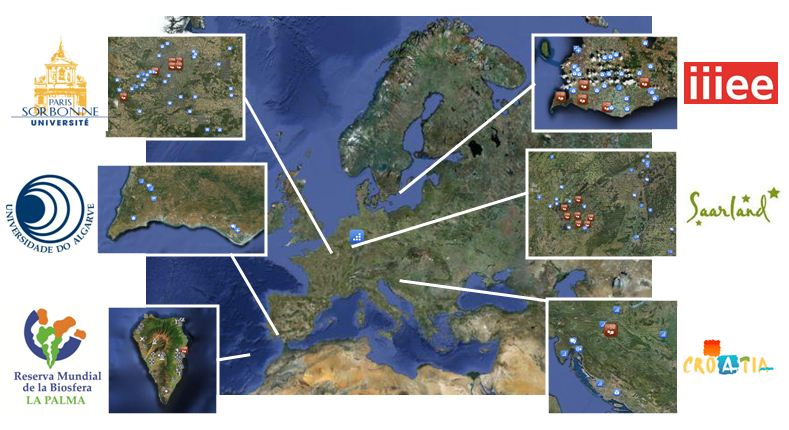 PARIS
SORBONNE
UNIVERSITÉ
UNIVERSIDADE DO ALGARVE
Reserva Mundial
de la Biosfera
LA PALMA
iiiee
Saarland
CROATIA